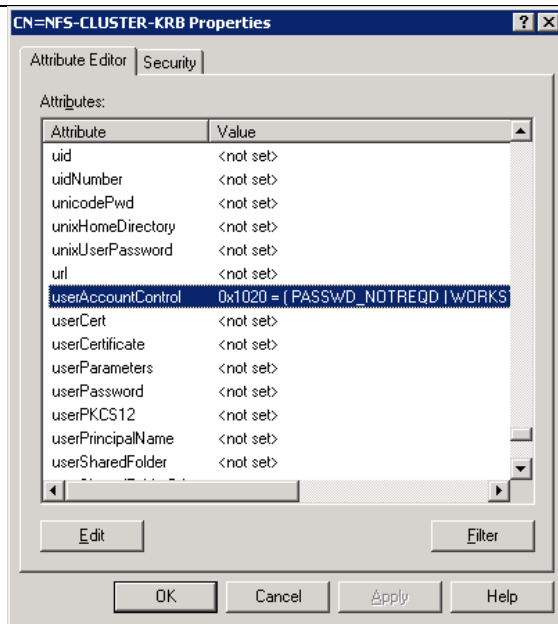 CN=NFS-CLUSTER-KRB Properties
Attribute Editor Security
Attributes:
Attribute Value
uid <not set>
uidNumber <not set>
unicodePwd <not set>
unixHomeDirectory <not set>
unixUserPassword <not set>
url <not set>
userAccountControl 0x1020 = ( PASSWD_NOTREQD | WORKS
userCert <not set>
userCertificate <not set>
userParameters <not set>
userPassword <not set>
userPKCS12 <not set>
userPrincipalName <not set>
userSharedFolder <not set>
Edit Filter
OK Cancel Apply Help